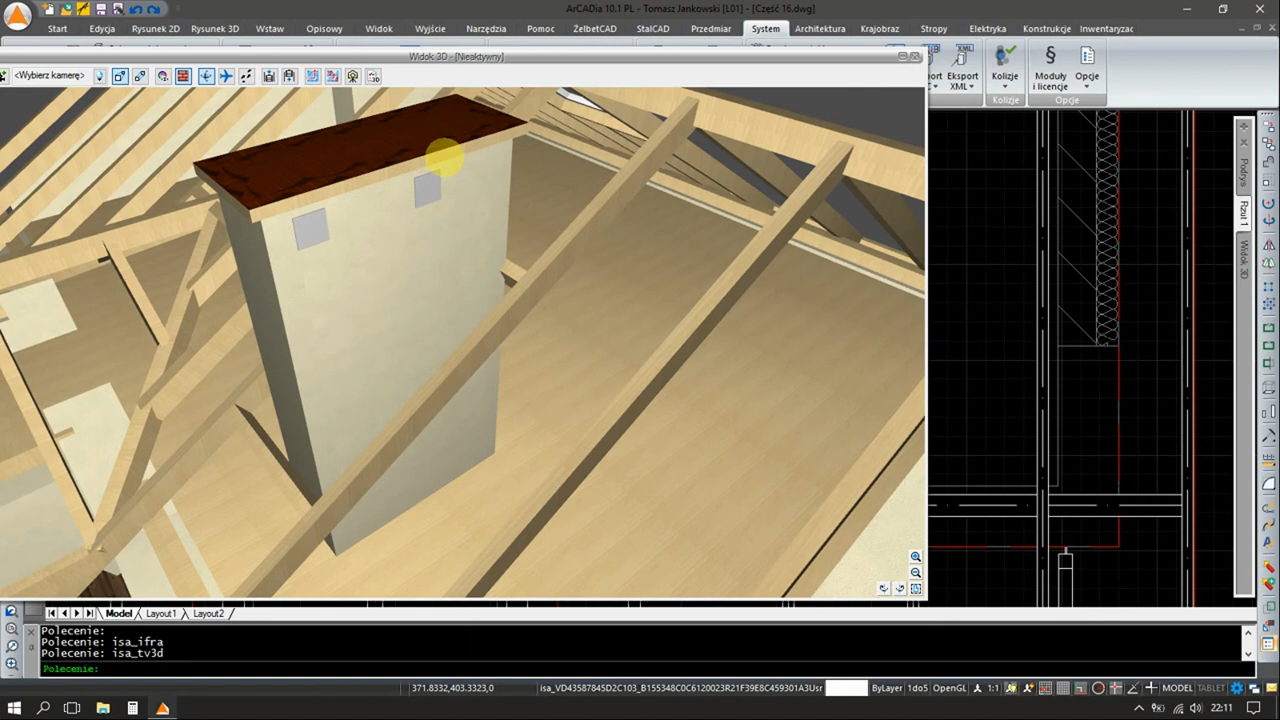 ArCADia 10.1 PL - Tomasz Jankowski [L01] - [Część 16.dwg]
Start Edycja Rysunek 2D Rysunek 3D Wstaw Opisowy Widok Wyjście Narzędzia Pomoc ŻelbetCAD StalCAD Przedmiar System Architektura Krajobraz Stropy Elektryka Konstrukcje Inwentaryzac
Widok 3D - [Nieaktywny]
<Wybierz kamerę>
XML
Eksport XML
Kolizje
Moduły i licencje
Opcje
Kolizje Opcje
Podrys
Rzut 1
Widok 3D
Model Layout1 Layout2
Polecenie:
Polecenie: isa_ifra
Polecenie: isa_tv3d
Polecenie:
371.8332,403.3323,0 isa_VD43587845D2C103_B155348C0C6120023R21F39E8C459301A3Usr ByLayer 1do5 OpenGL 1:1 MODEL TABLET
22:11